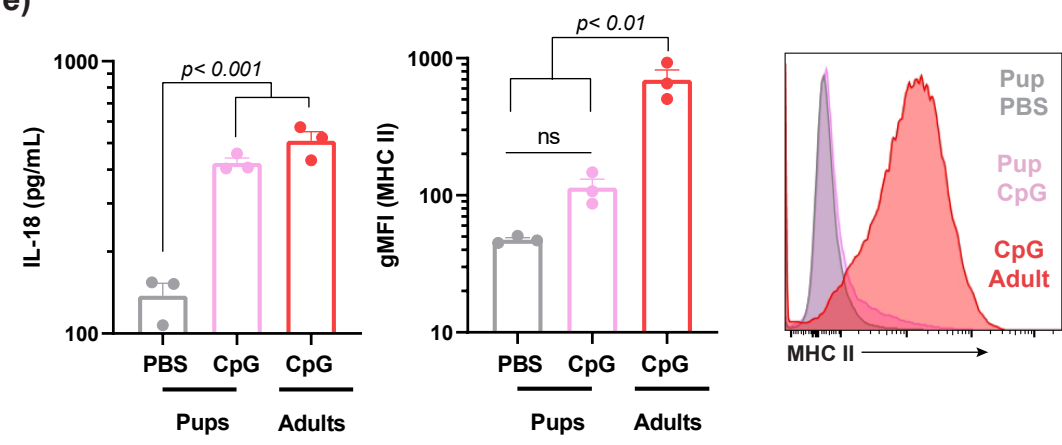 e)
IL-18 (pg/mL)
1000
100
p< 0.001
PBS CpG CpG
Pups Adults
gMFI (MHC II)
1000
100
10
p< 0.01
ns
PBS CpG CpG
Pups Adults
Pup
PBS
Pup
CpG
CpG
Adult
MHC II